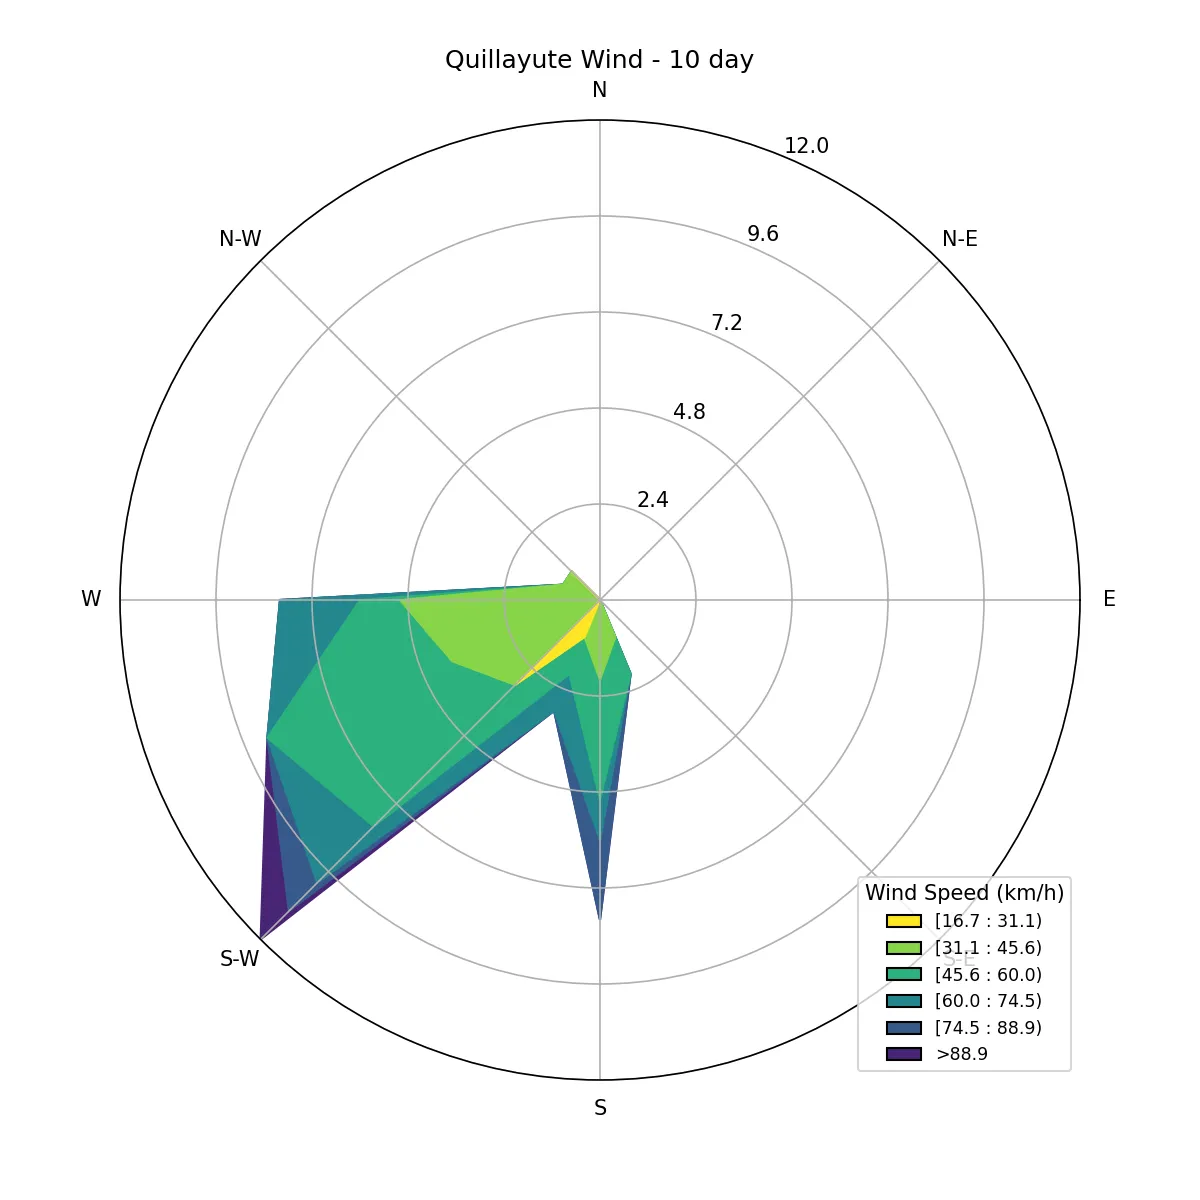 Quillayute Wind - 10 day
N
12.0
N-W
9.6
N-E
7.2
4.8
2.4
W
E
S-W
S-E
S
Wind Speed (km/h)
[16.7 : 31.1)
[31.1 : 45.6)
[45.6 : 60.0)
[60.0 : 74.5)
[74.5 : 88.9)
>88.9